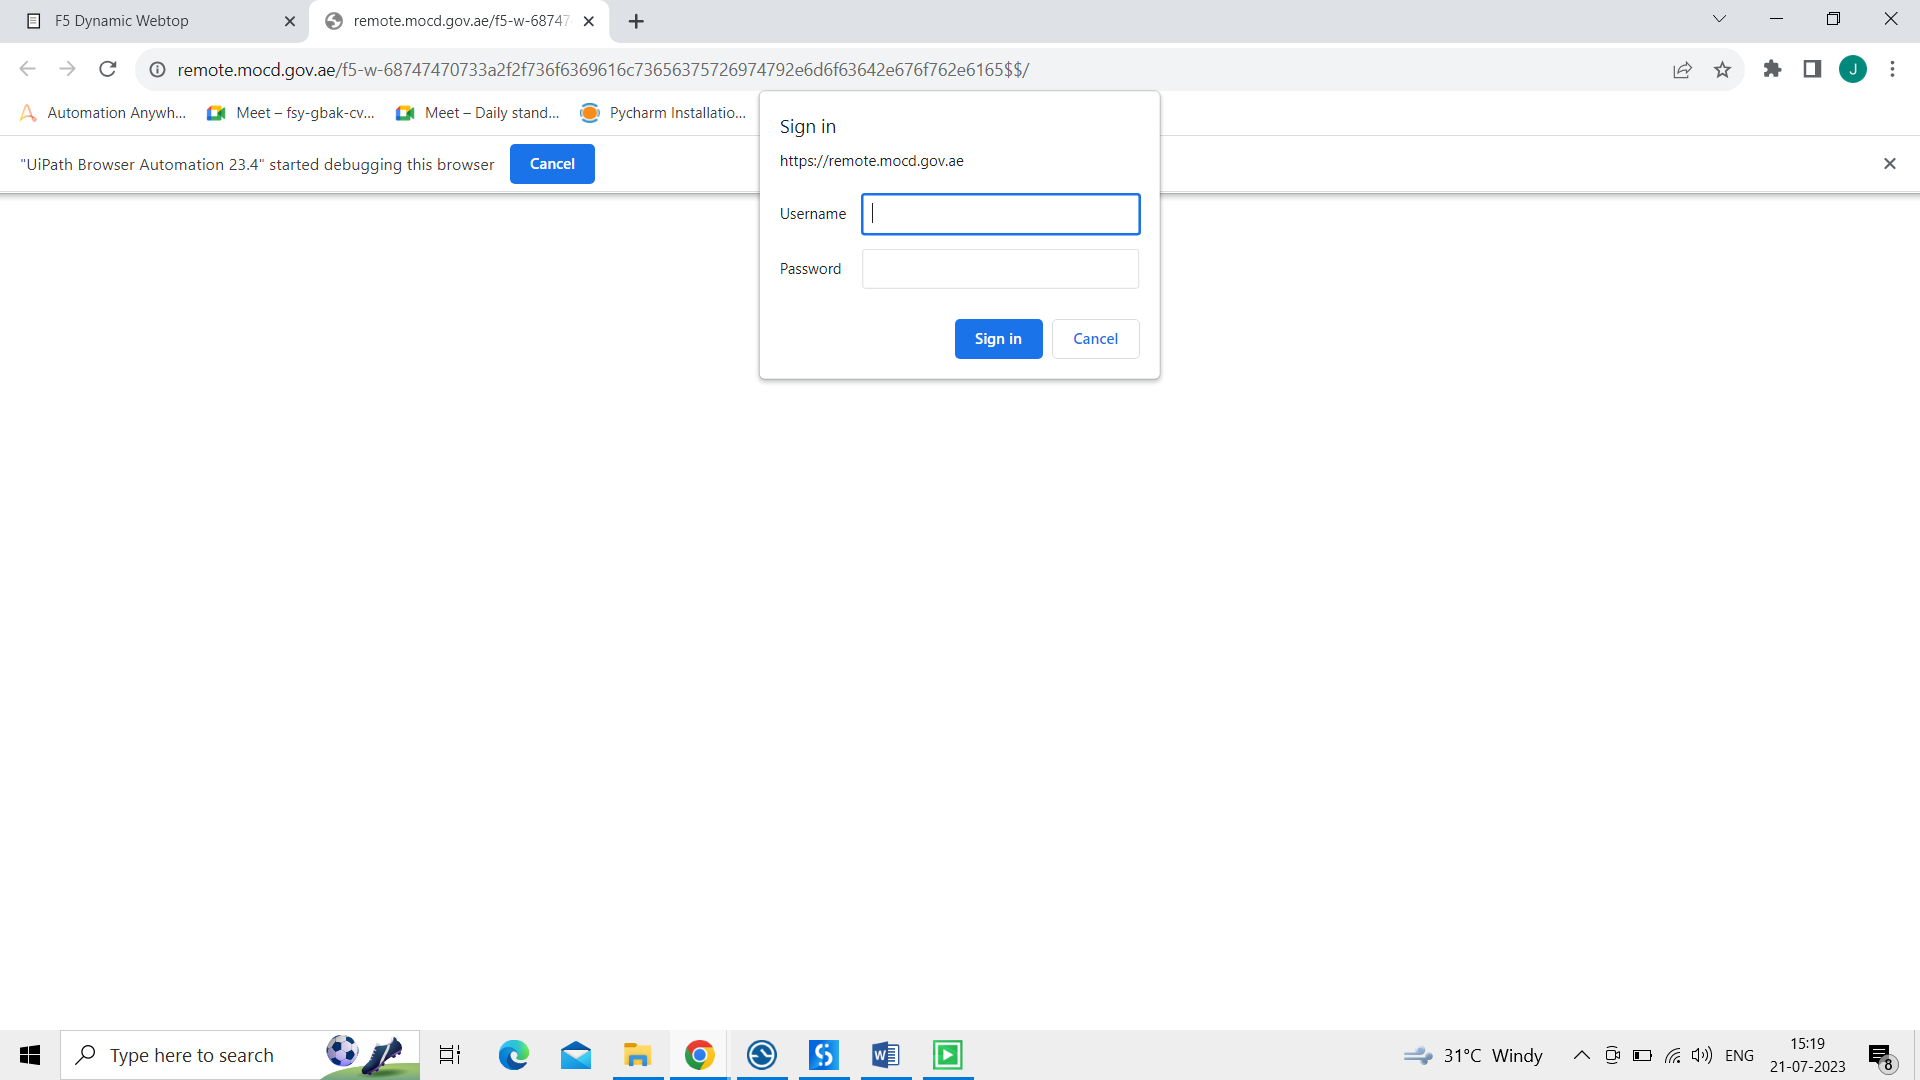 F5 Dynamic Webtop
remote.mocd.gov.ae/f5-w-68747
remote.mocd.gov.ae/f5-w-68747470733a2f2f736f6369616c73656375726974792e6d6f63642e676f762e6165$$/
J
Automation Anywh...
Meet – fsy-gbak-cv...
Meet – Daily stand...
Pycharm Installatio...
"UiPath Browser Automation 23.4" started debugging this browser
Cancel
Sign in
https://remote.mocd.gov.ae
Username
Password
Sign in
Cancel
Type here to search
31°C Windy
ENG
15:19
21-07-2023
8